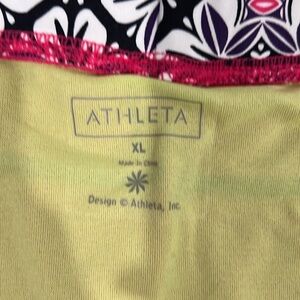 ATHLETA
XL
Made in China
Design © Athleta, Inc.